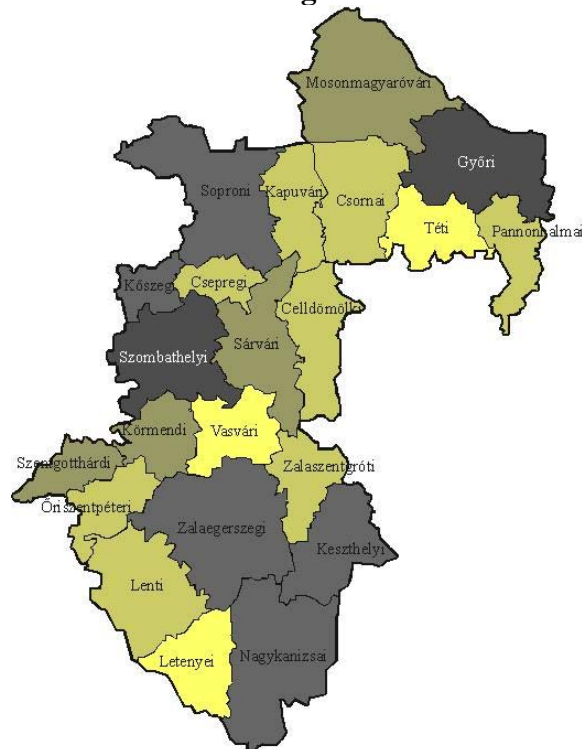 Mosonmagyaróvári
Győri
Soproni
Kapuvári
Csornai
Téti
Pannonhalmai
Kőszegi
Csepregi
Celldömölki
Szombathelyi
Sárvári
Körmendi
Vasvári
Szentgotthárdi
Zalaszentgróti
Őriszentpéteri
Zalaegerszegi
Keszthelyi
Lenti
Letenyei
Nagykanizsai